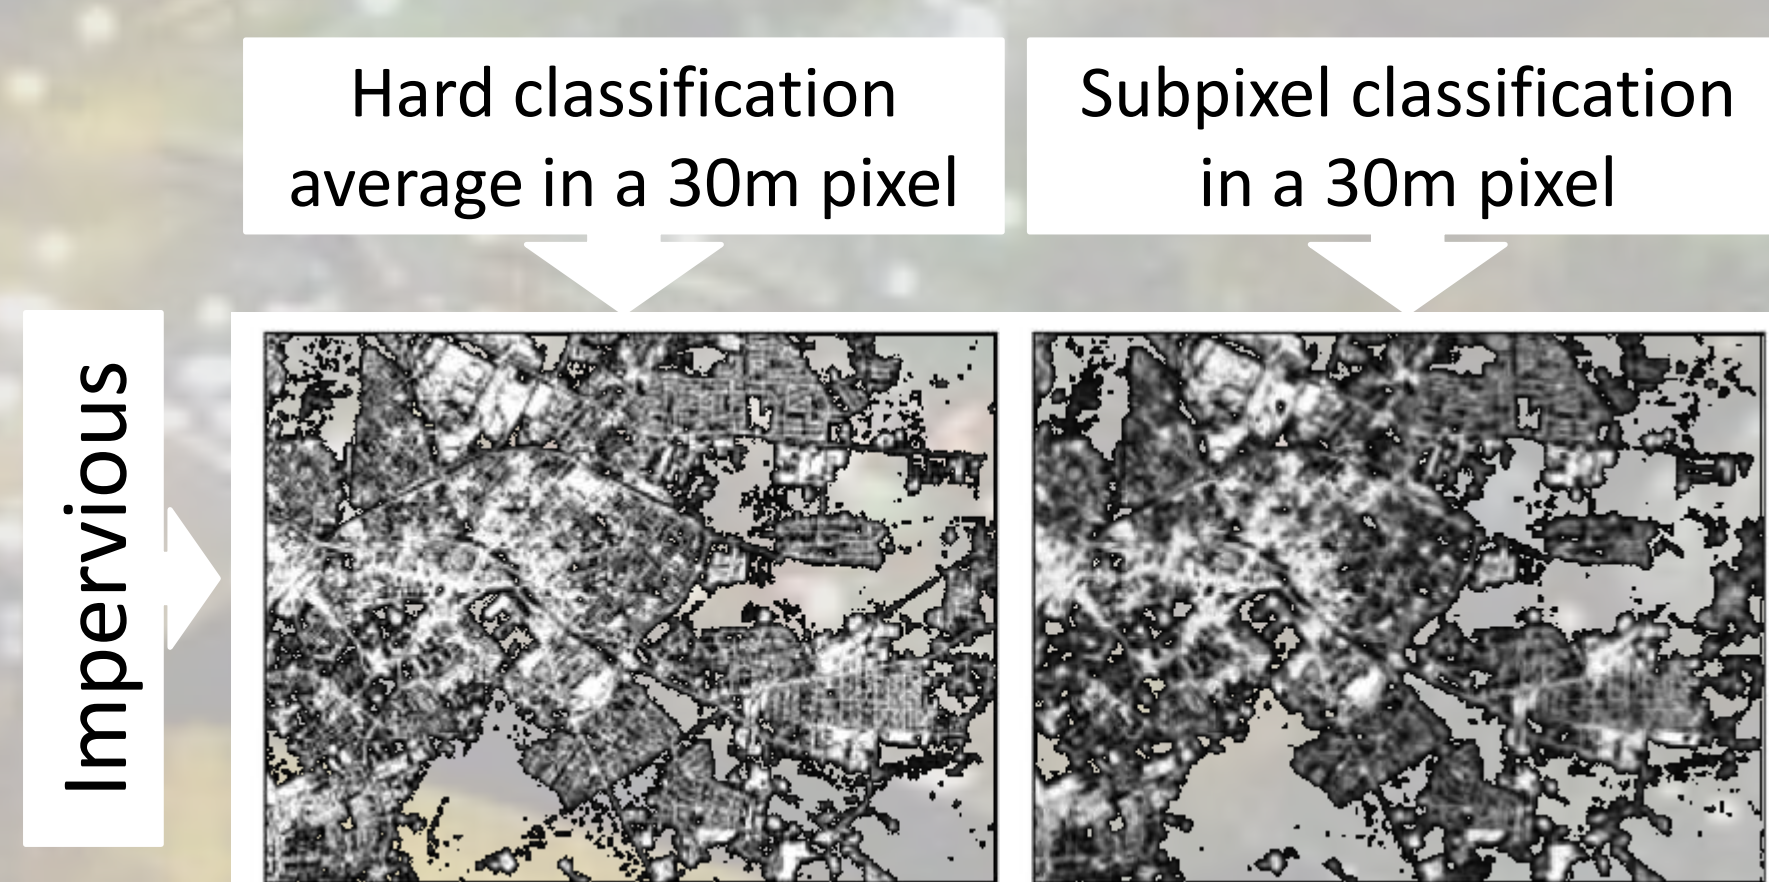 Hard classification
average in a 30m pixel
Subpixel classification
in a 30m pixel
Impervious